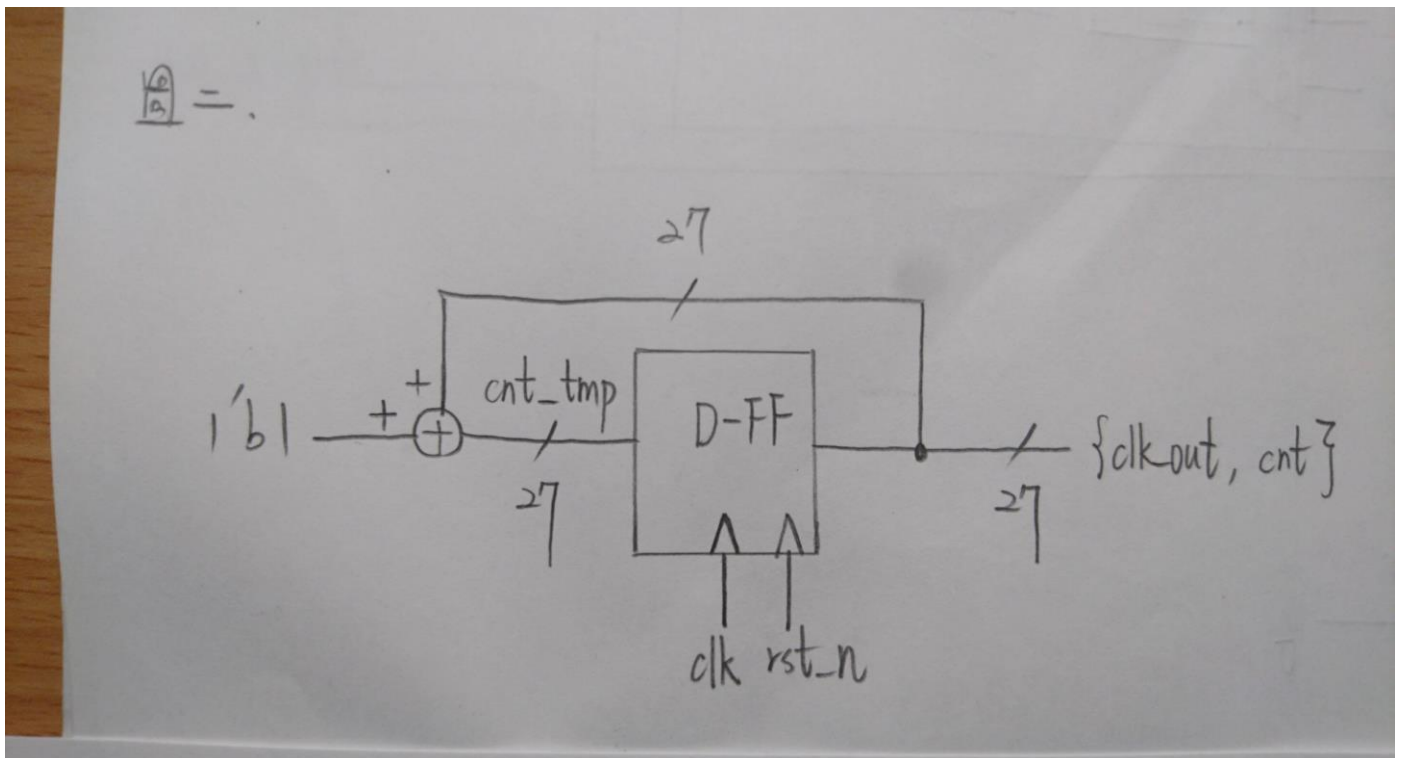 圖二.
27
+
cnt_tmp
1'b1
+
+
D-FF
{clk_out, cnt}
27
27
clk rst_n